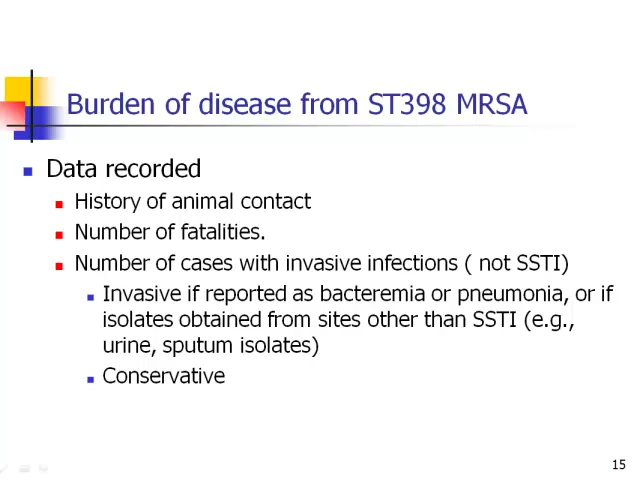 Burden of disease from ST398 MRSA
Data recorded
History of animal contact
Number of fatalities.
Number of cases with invasive infections ( not SSTI)
Invasive if reported as bacteremia or pneumonia, or if
isolates obtained from sites other than SSTI (e.g.,
urine, sputum isolates)
Conservative
15